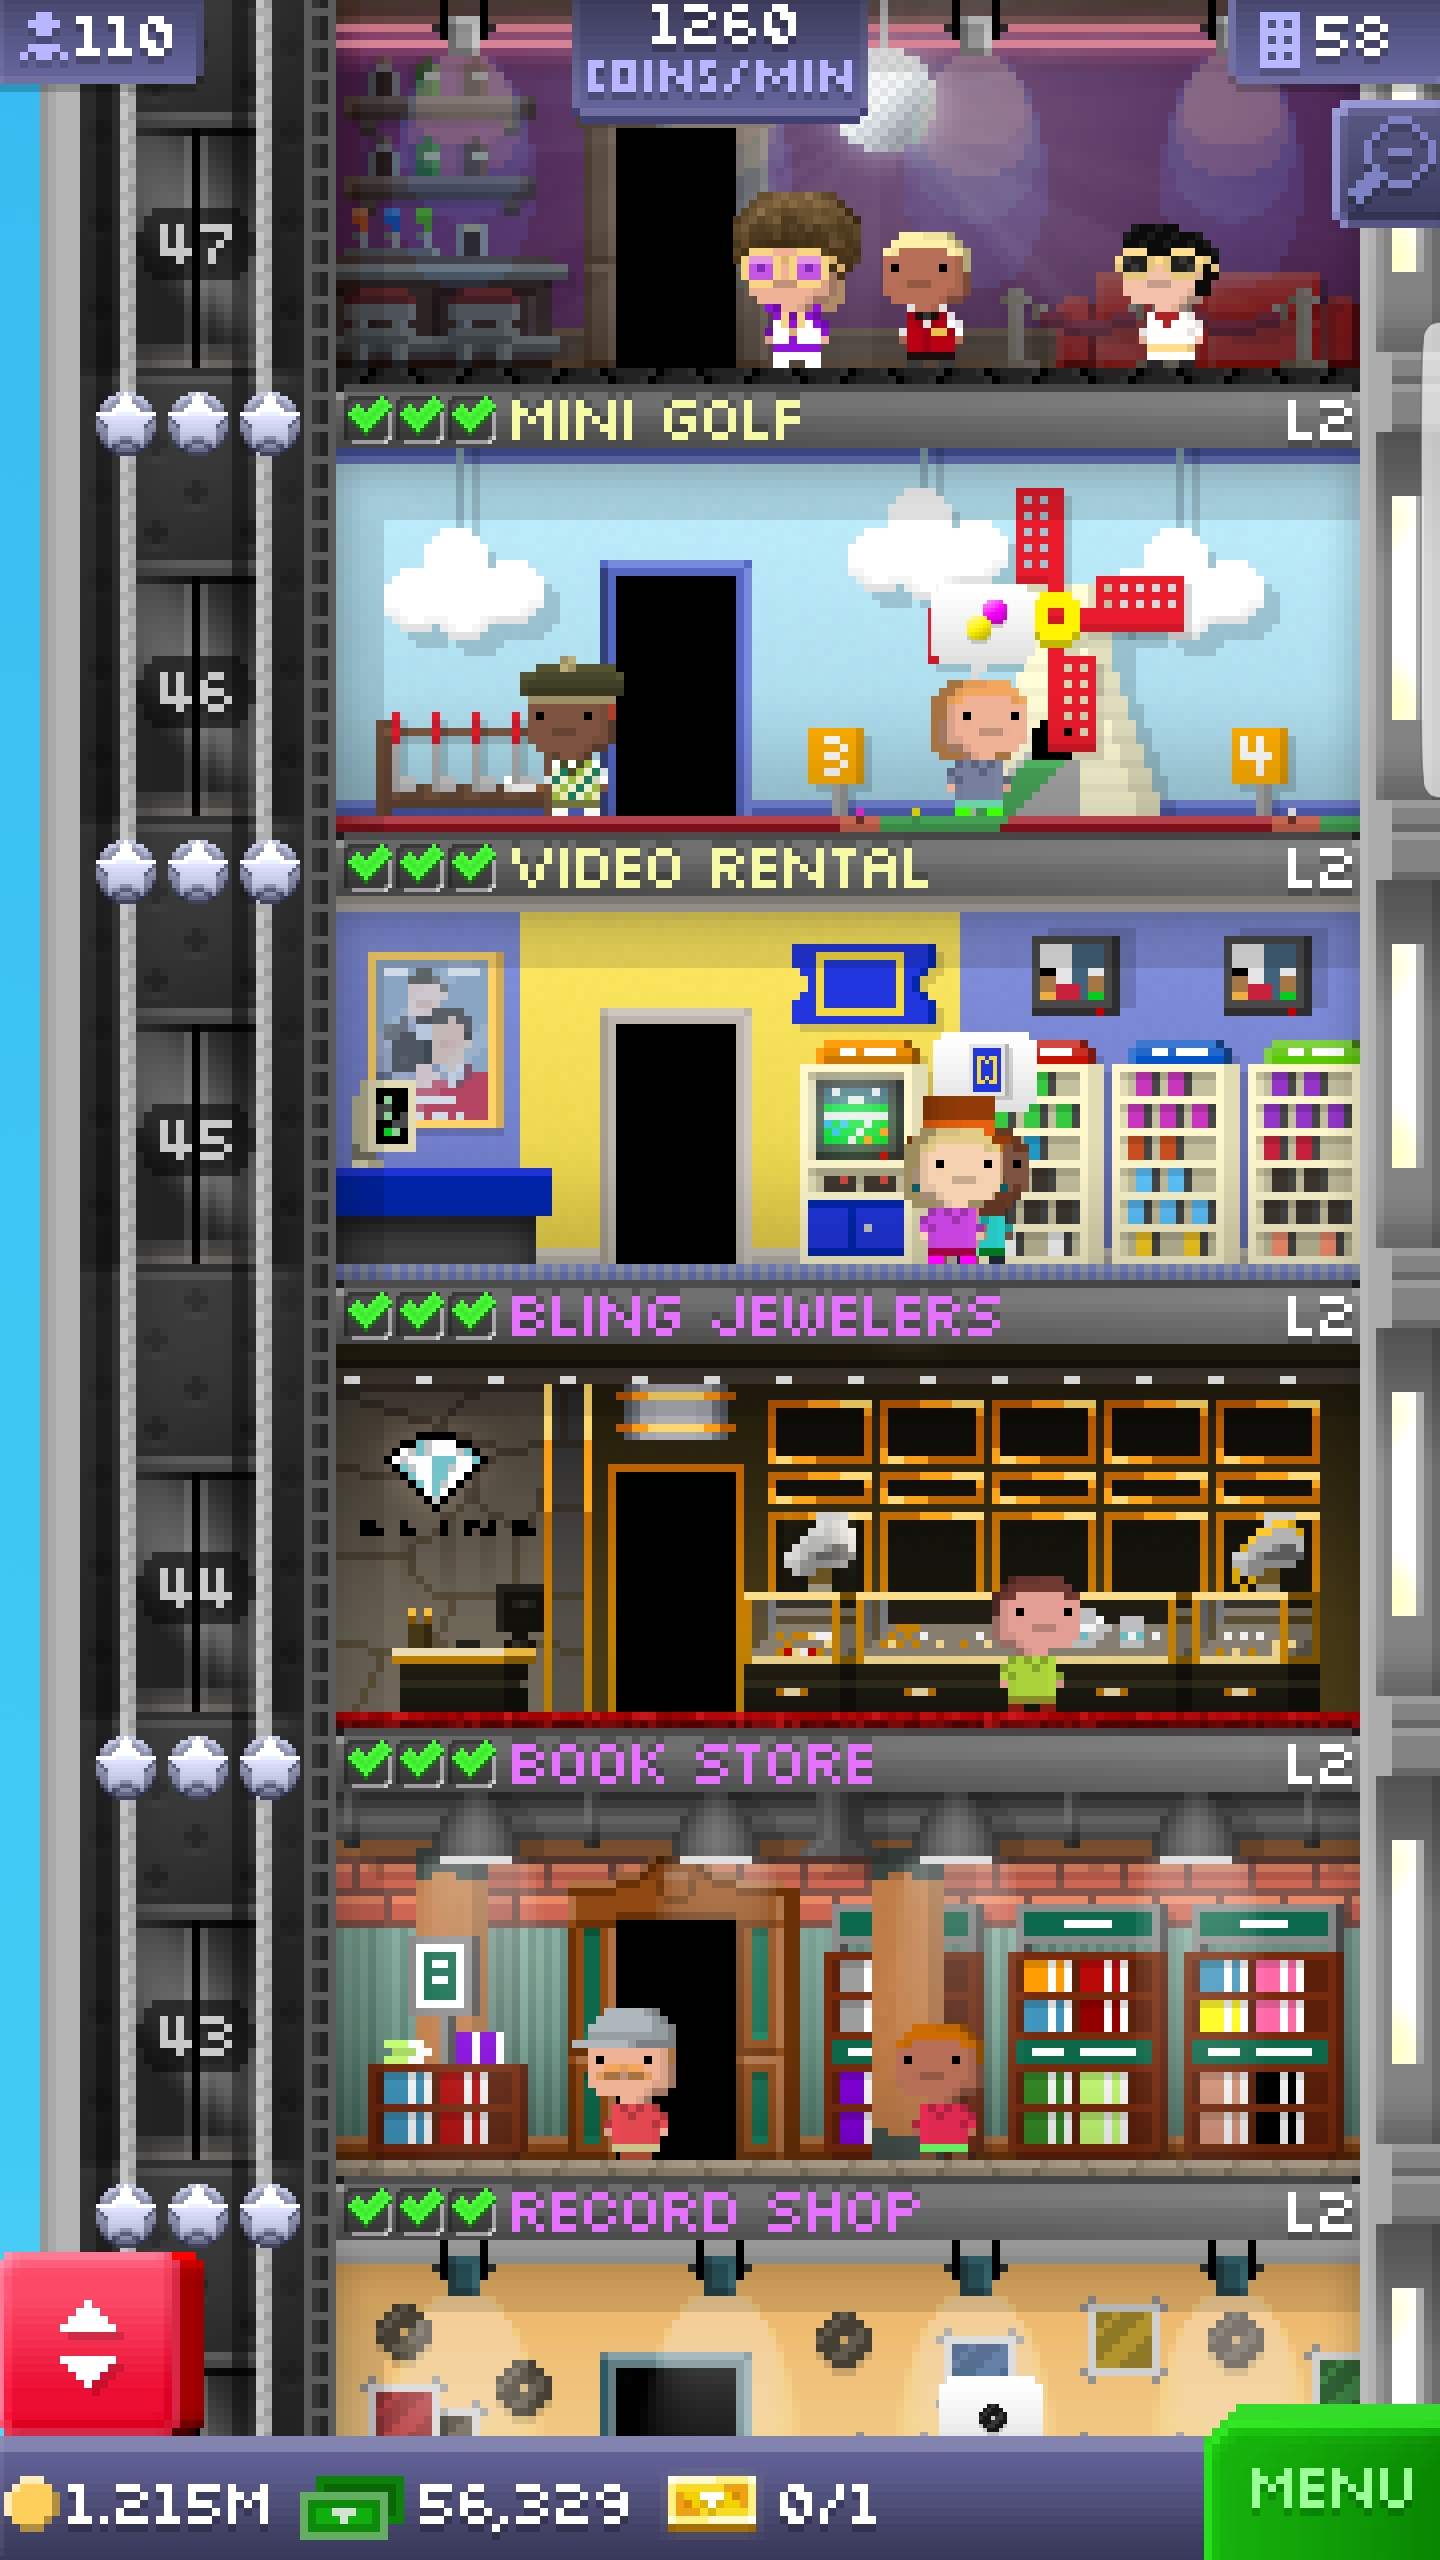 110
1260
COINS/MIN
58
47
MINI GOLF L2
46
3
4
VIDEO RENTAL L2
45
BLING JEWELERS L2
BLING
44
BOOK STORE L2
43
RECORD SHOP L2
1.215M 56,329 0/1
MENU